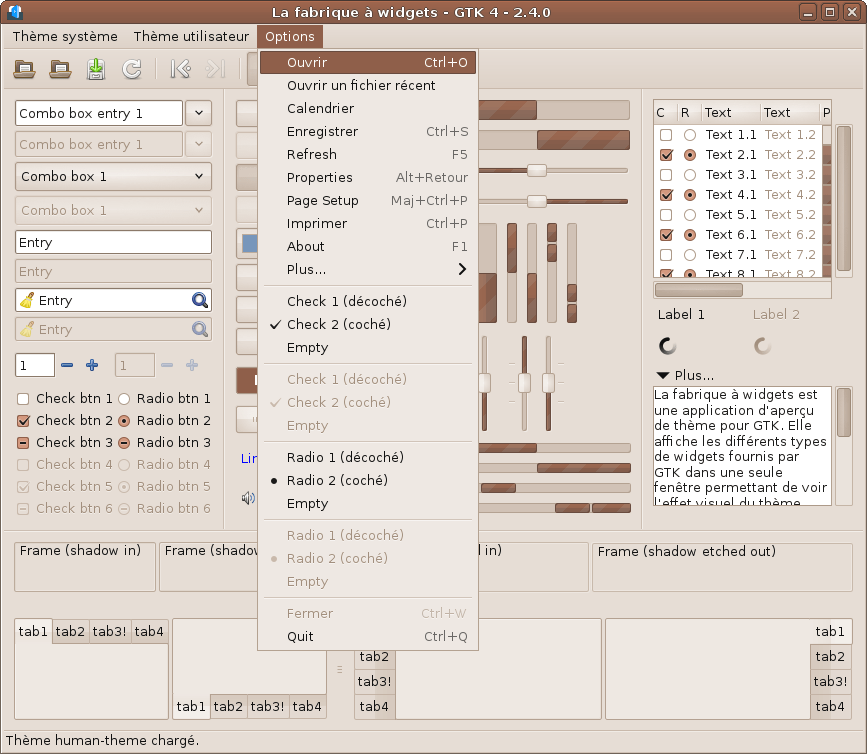 La fabrique à widgets - GTK 4 - 2.4.0
Thème système Thème utilisateur Options
Ouvrir Ctrl+O
Ouvrir un fichier récent
Calendrier
Enregistrer Ctrl+S
Refresh F5
Properties Alt+Retour
Page Setup Maj+Ctrl+P
Imprimer Ctrl+P
About F1
Plus...
Check 1 (décoché)
Check 2 (coché)
Empty
Check 1 (décoché)
Check 2 (coché)
Empty
Radio 1 (décoché)
Radio 2 (coché)
Empty
Radio 1 (décoché)
Radio 2 (coché)
Empty
Fermer Ctrl+W
Quit Ctrl+Q
Combo box entry 1
Combo box entry 1
Combo box 1
Combo box 1
Entry
Entry
Entry
Entry
1 1
Check btn 1 Radio btn 1
Check btn 2 Radio btn 2
Check btn 3 Radio btn 3
Check btn 4 Radio btn 4
Check btn 5 Radio btn 5
Check btn 6 Radio btn 6
C R Text Text P
Text 1.1 Text 1.2
Text 2.1 Text 2.2
Text 3.1 Text 3.2
Text 4.1 Text 4.2
Text 5.1 Text 5.2
Text 6.1 Text 6.2
Text 7.1 Text 7.2
Text 8.1 Text 8.2
Label 1 Label 2
Plus...
La fabrique à widgets est
une application d'aperçu
de thème pour GTK. Elle
affiche les différents types
de widgets fournis par
GTK dans une seule
fenêtre permettant de voir
l'effet visuel du thème
Frame (shadow in) Frame (shadow in) Frame (shadow etched out)
tab1 tab2 tab3! tab4
tab1 tab2 tab3! tab4
tab2
tab3!
tab4
tab1
tab2
tab3!
tab4
Thème human-theme chargé.